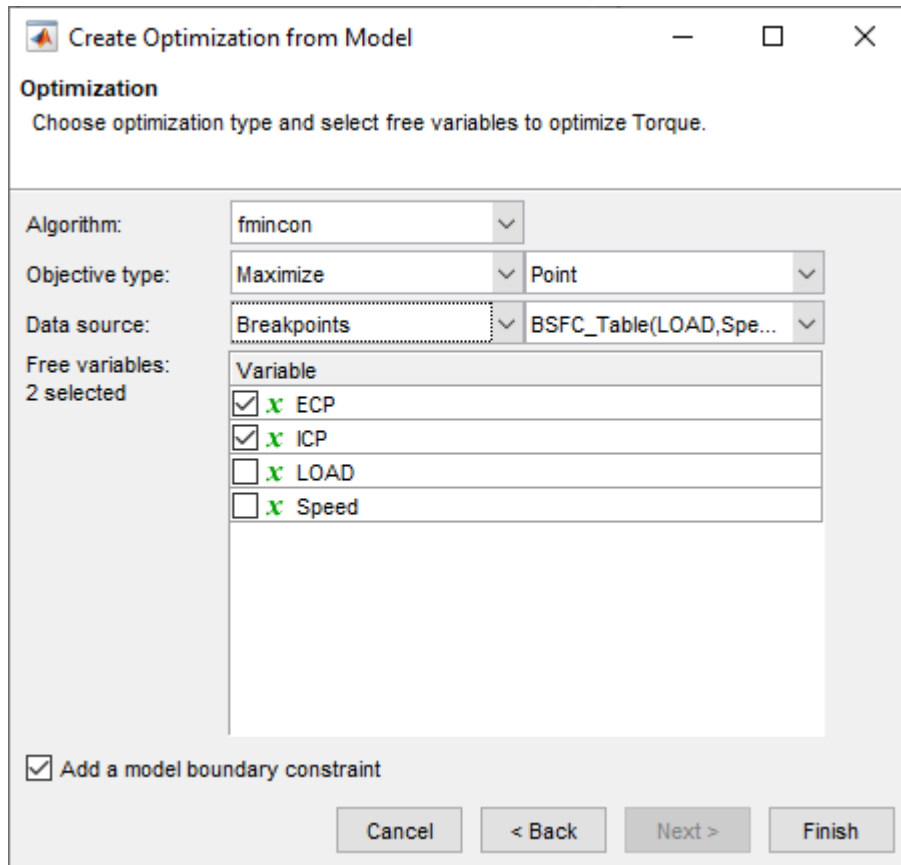 Create Optimization from Model
Optimization
Choose optimization type and select free variables to optimize Torque.
Algorithm: fmincon
Objective type: Maximize Point
Data source: Breakpoints BSFC_Table(LOAD,Spe...
Free variables:
2 selected
Variable
x ECP
x ICP
x LOAD
x Speed
Add a model boundary constraint
Cancel < Back Next > Finish